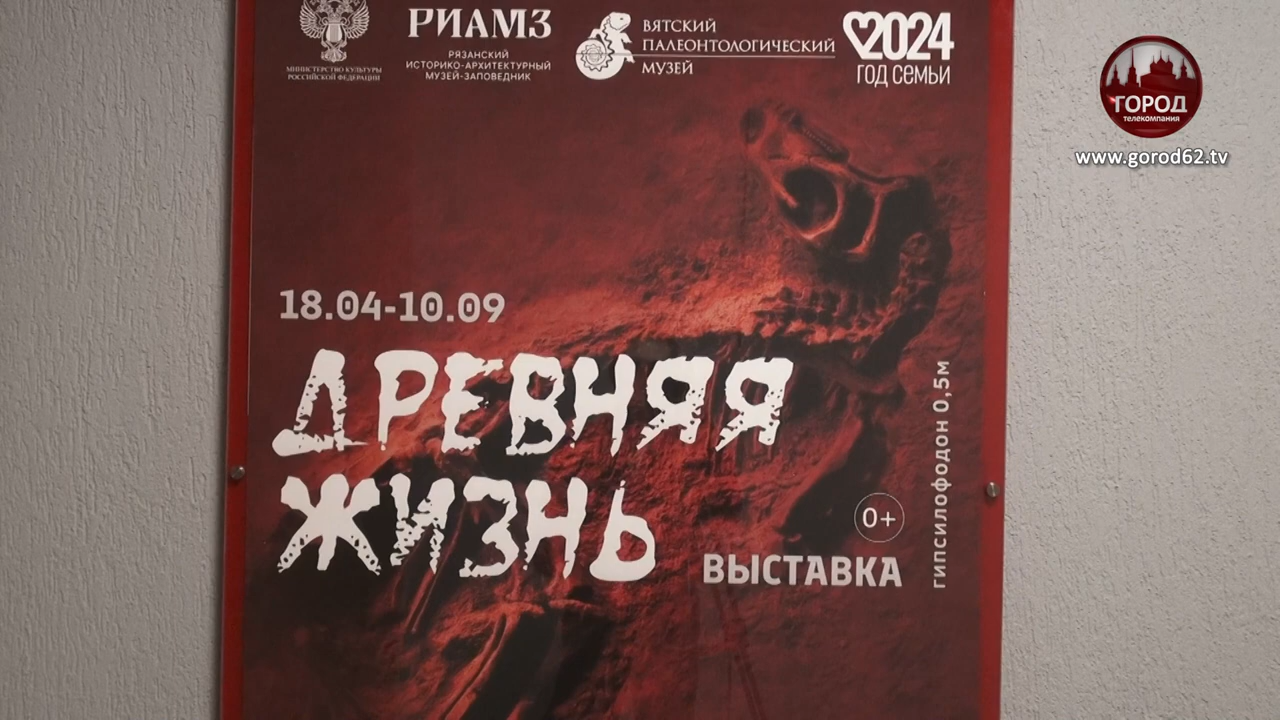 МИНИСТЕРСТВО КУЛЬТУРЫ
РОССИЙСКОЙ ФЕДЕРАЦИИ
РИАМЗ
РЯЗАНСКИЙ
ИСТОРИКО-АРХИТЕКТУРНЫЙ
МУЗЕЙ-ЗАПОВЕДНИК
ВЯТСКИЙ
ПАЛЕОНТОЛОГИЧЕСКИЙ
МУЗЕЙ
2024
ГОД СЕМЬИ
ГОРОД
телекомпания
www.gorod62.tv
18.04-10.09
ДРЕВНЯЯ
ЖИЗНЬ
0+
ВЫСТАВКА
ГИПСИЛОФОДОН 0,5м